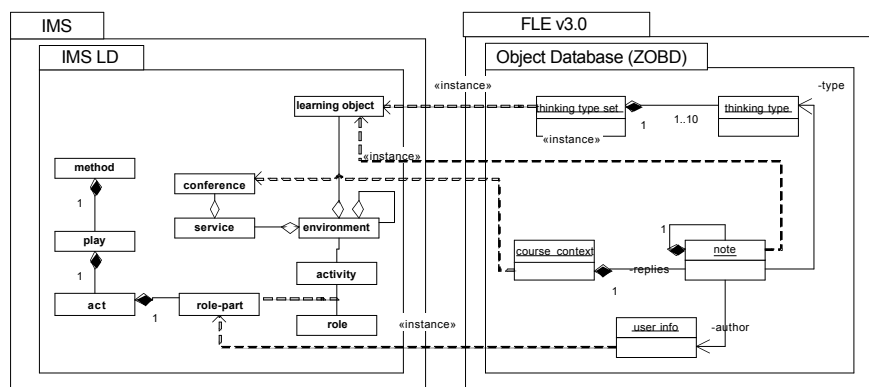 IMS
FLE v3.0
IMS LD
Object Database (ZOBD)
«instance»
-type
learning object
thinking type set
thinking type
1
1..10
«instance»
«instance»
method
conference
1
1
service
environment
play
course_context
note
-replies
1
activity
1
act
role-part
1
role
«instance»
user info
-author